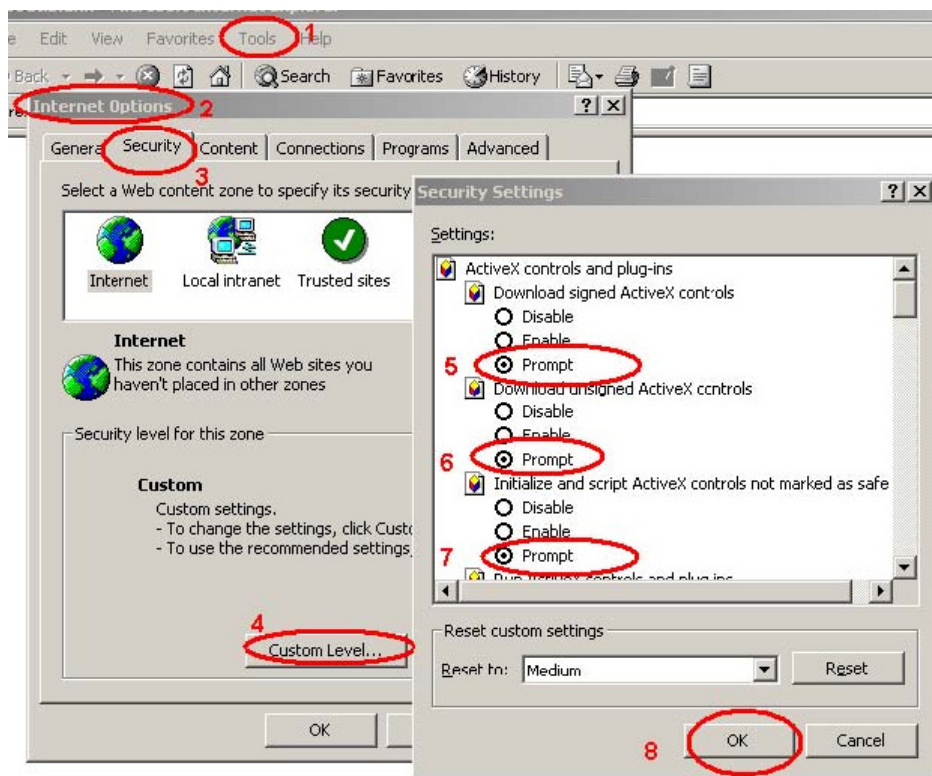 Edit View Favorites Tools Help
1
Back Search Favorites History
Internet Options
2
General Security Content Connections Programs Advanced
3
Select a Web content zone to specify its security
Internet Local intranet Trusted sites
Internet
This zone contains all Web sites you
haven't placed in other zones
Security level for this zone
Custom
Custom settings.
- To change the settings, click
- To use the recommended settings,
4
Custom Level...
OK
Security Settings
Settings:
ActiveX controls and plug-ins
Download signed ActiveX controls
Disable
Enable
5 Prompt
Download unsigned ActiveX controls
Disable
Enable
6 Prompt
Initialize and script ActiveX controls not marked as safe
Disable
Enable
7 Prompt
Run ActiveX controls and plug-ins
Reset custom settings
Reset to: Medium Reset
8 OK Cancel